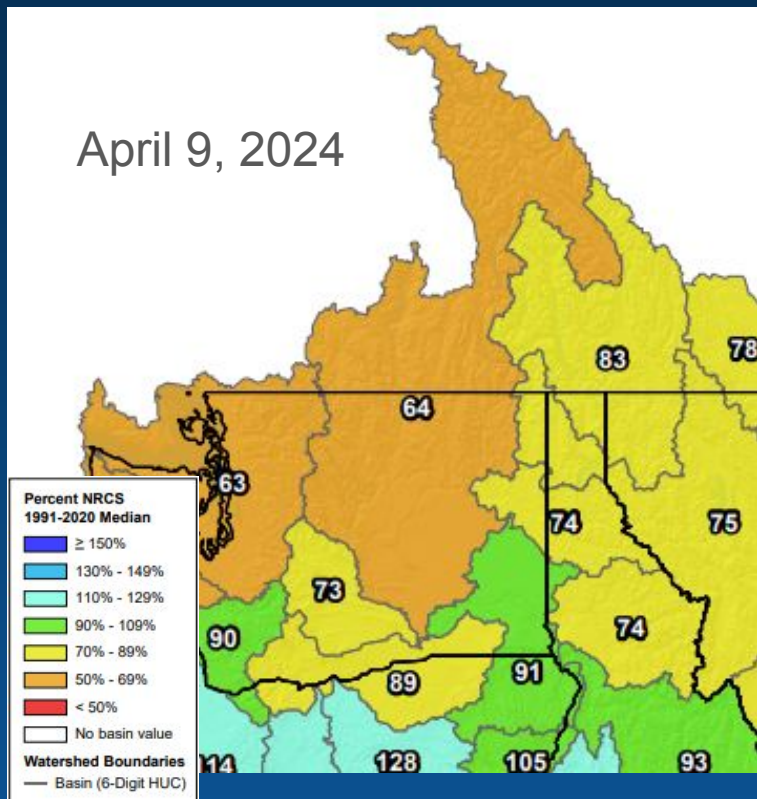 April 9, 2024
83
78
64
63
74
75
73
74
90
89
91
128
105
93
Percent NRCS
1991-2020 Median
≥ 150%
130% - 149%
110% - 129%
90% - 109%
70% - 89%
50% - 69%
< 50%
No basin value
Watershed Boundaries
Basin (6-Digit HUC)